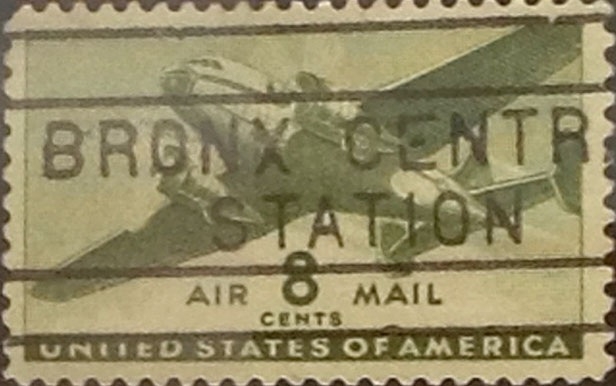 BRONX CENTR
STATION
AIR 8 MAIL
CENTS
UNITED STATES OF AMERICA